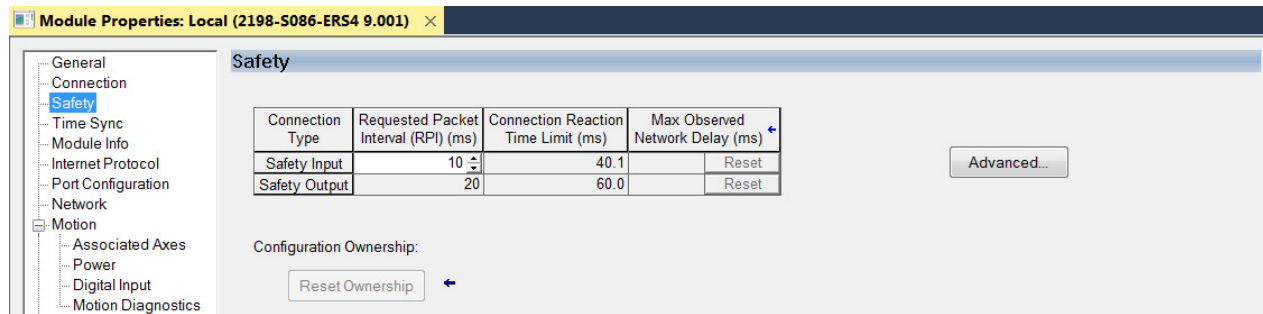 Module Properties: Local (2198-S086-ERS4 9.001) ×
General
Connection
Safety
Time Sync
Module Info
Internet Protocol
Port Configuration
Network
Motion
Associated Axes
Power
Digital Input
Motion Diagnostics
Safety
Connection Type Requested Packet Interval (RPI) (ms) Connection Reaction Time Limit (ms) Max Observed Network Delay (ms)
Safety Input 10 40.1 Reset
Safety Output 20 60.0 Reset
Advanced...
Configuration Ownership:
Reset Ownership